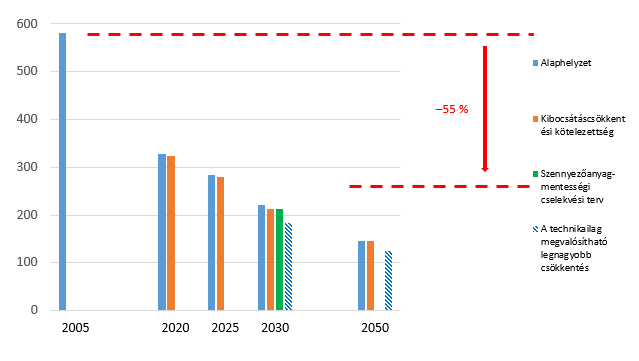 600
500
400
300
200
100
0
2005
2020
2025
2030
2050
–55 %
Alaphelyzet
Kibocsátáscsökkent
ési kötelezettség
Szennyezőanyag-
mentességi
cselekvési terv
A technikailag
megvalósítható
legnagyobb
csökkentés